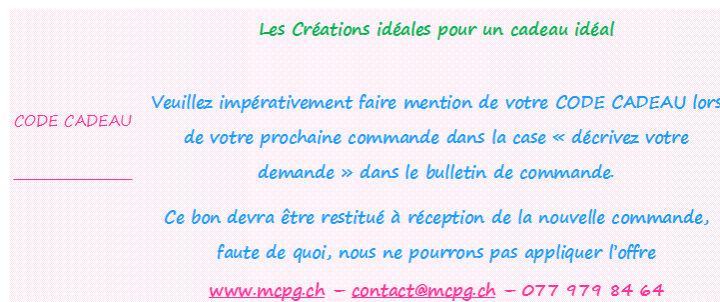 Les Créations idéales pour un cadeau idéal
CODE CADEAU
Veuillez impérativement faire mention de votre CODE CADEAU lors
de votre prochaine commande dans la case « décrivez votre
demande » dans le bulletin de commande.
Ce bon devra être restitué à réception de la nouvelle commande,
faute de quoi, nous ne pourrons pas appliquer l'offre
www.mcpg.ch – contact@mcpg.ch – 077 979 84 64